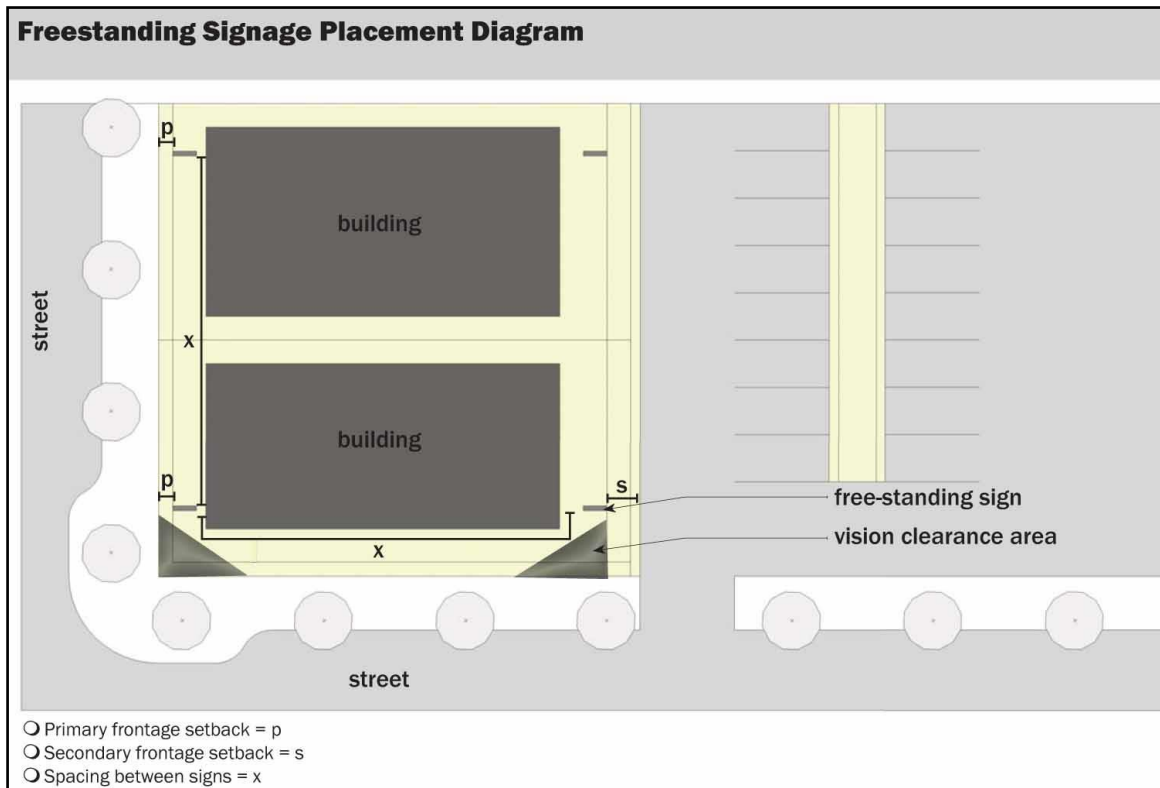 Freestanding Signage Placement Diagram
p
building
street
x
building
p
s
free-standing sign
vision clearance area
x
street
Primary frontage setback = p
Secondary frontage setback = s
Spacing between signs = x